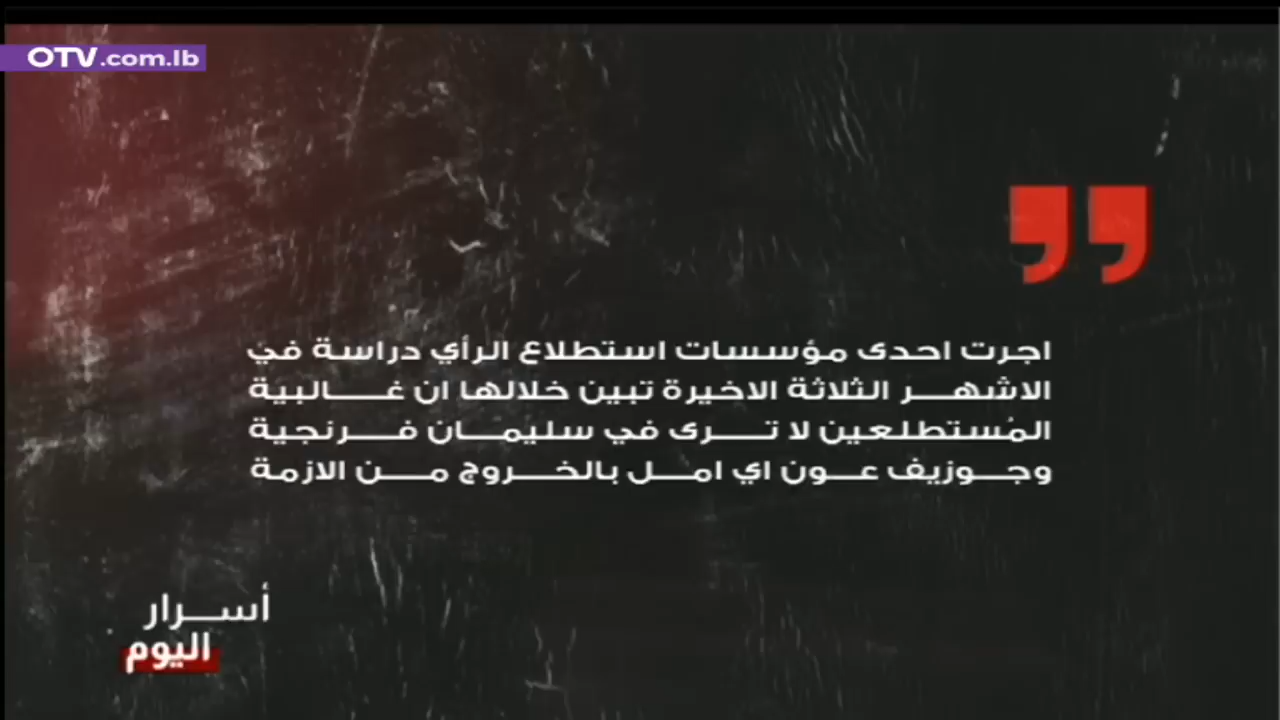 OTV.com.lb
اجرت احدى مؤسسات استطلاع الرأي دراسة في
الاشهر الثلاثة الاخيرة تبين خلالها ان غالبية
المُستطلعين لا ترى في سليمان فرنجية
وجوزيف عون اي امل بالخروج من الازمة
أسرار
اليوم